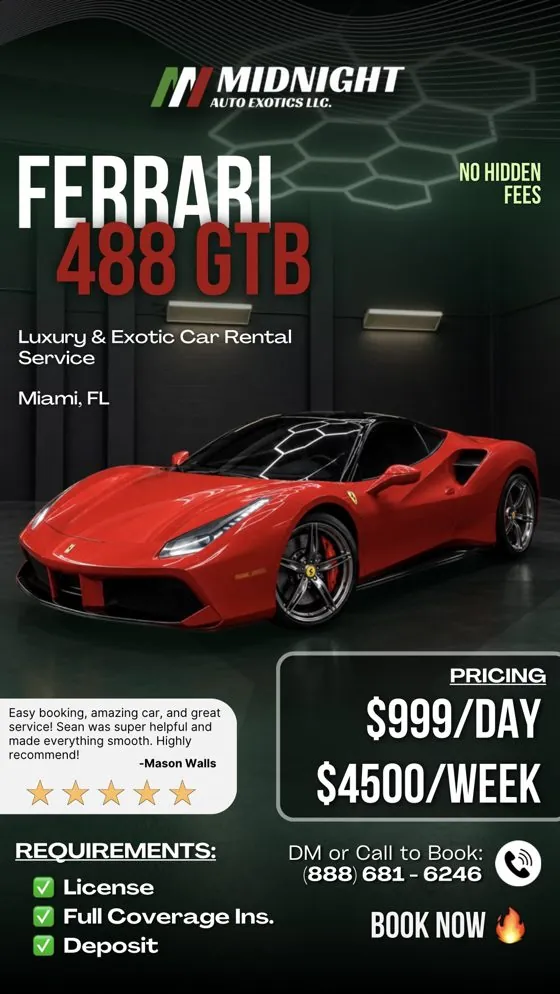 MIDNIGHT
AUTO EXOTICS LLC.
FERRARI
488 GTB
NO HIDDEN
FEES
Luxury & Exotic Car Rental
Service
Miami, FL
PRICING
$999/DAY
$4500/WEEK
Easy booking, amazing car, and great
service! Sean was super helpful and
made everything smooth. Highly
recommend!
-Mason Walls
REQUIREMENTS:
✅ License
✅ Full Coverage Ins.
✅ Deposit
DM or Call to Book:
(888) 681 - 6246
BOOK NOW 🔥